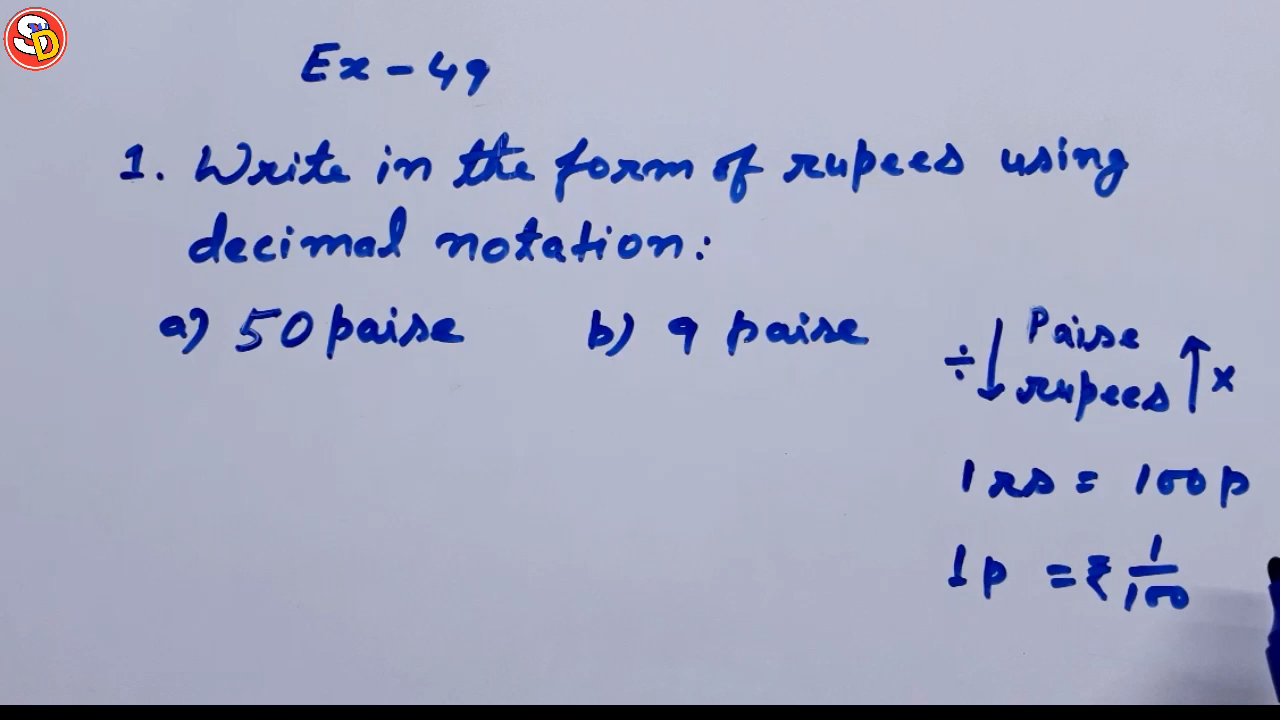 SD
Ex - 49
1. Write in the form of rupees using
decimal notation:
a) 50 paise b) 9 paise
÷ ↓ Paise
rupees ↑ x
1 rs = 100 p
1 p = ₹ 1/100